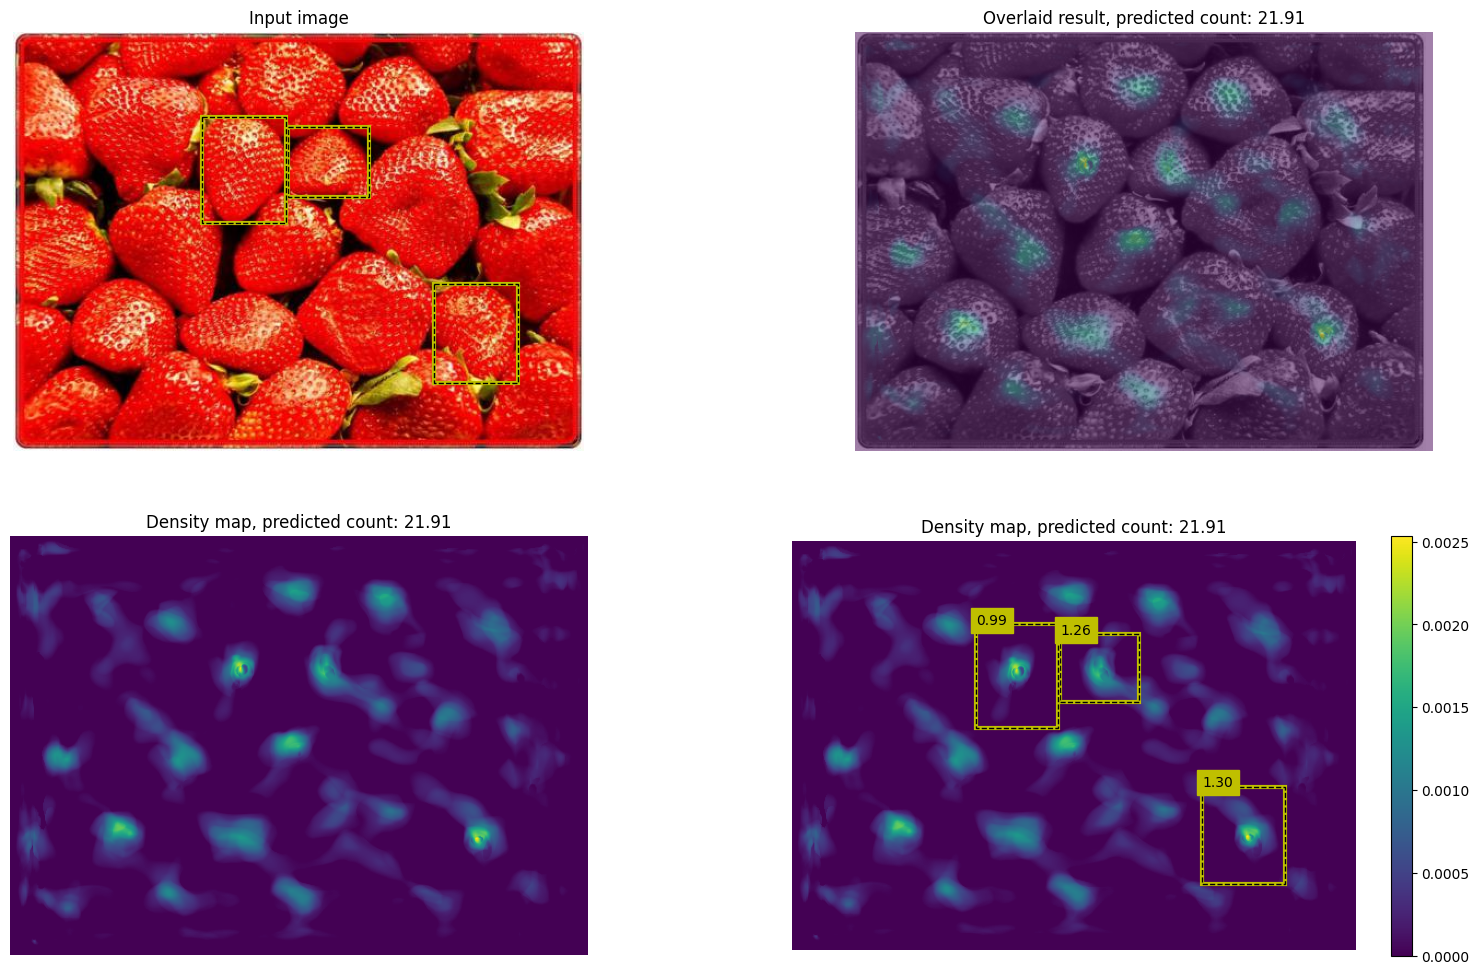 Input image
Overlaid result, predicted count: 21.91
Density map, predicted count: 21.91
Density map, predicted count: 21.91
0.99
1.26
1.30
0.0025
0.0020
0.0015
0.0010
0.0005
0.0000